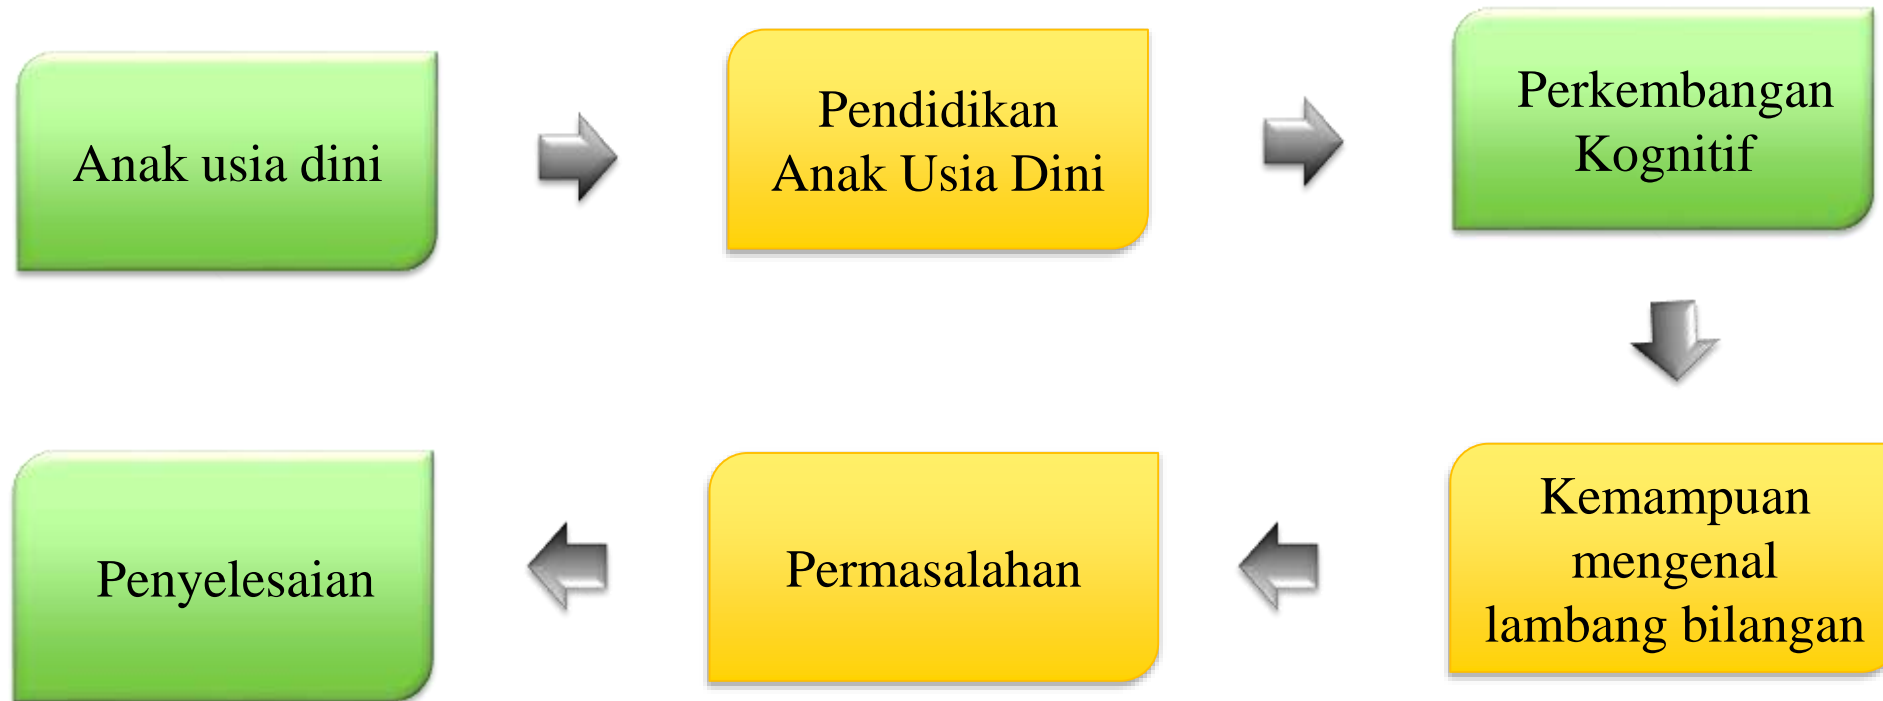 Anak usia dini
Pendidikan
Anak Usia Dini
Perkembangan
Kognitif
Kemampuan
mengenal
lambang bilangan
Permasalahan
Penyelesaian